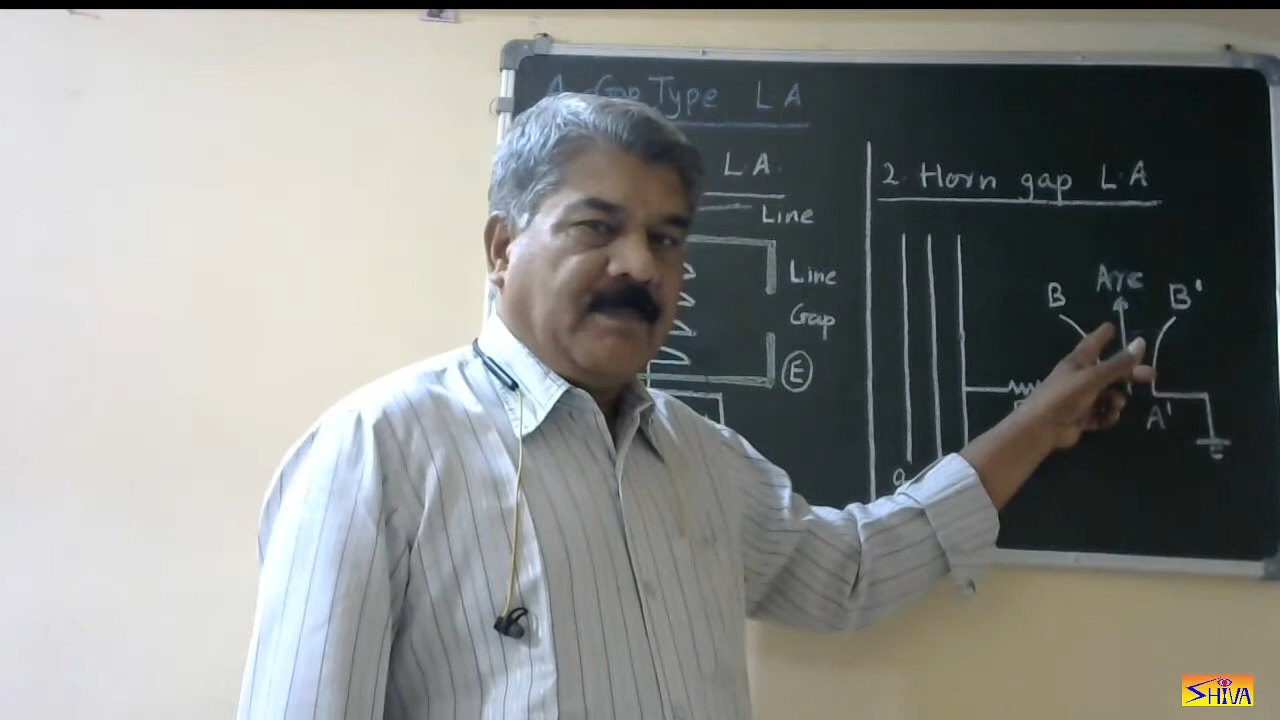 A. Gap Type L A
L.A.
Line
Line
Gap
E
2. Horn gap L.A
Arc
B
B'
A'
a
E
SHIVA